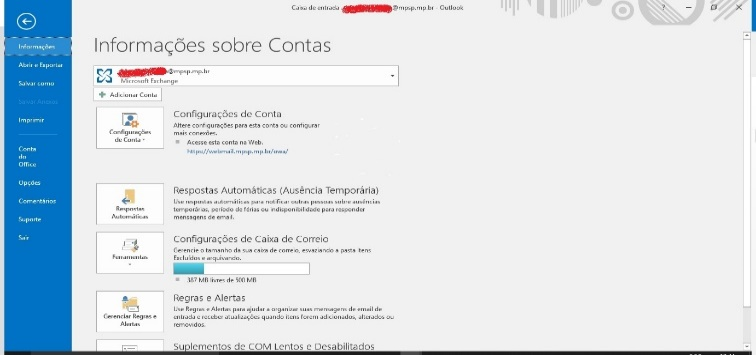 Caixa de entrada @mpsp.mp.br - Outlook
?
Informações
Abrir e Exportar
Salvar como
Salvar Anexos
Imprimir
Conta
do
Office
Opções
Comentários
Suporte
Sair
Informações sobre Contas
@mpsp.mp.br
Microsoft Exchange
Adicionar Conta
Configurações
de Conta
Configurações de Conta
Altere configurações para esta conta ou configurar
mais conexões.
Acesse esta conta na Web.
https://webmail.mpsp.mp.br/owa/
Respostas
Automáticas
Respostas Automáticas (Ausência Temporária)
Use respostas automáticas para notificar outras pessoas sobre ausências
temporárias, período de férias ou indisponibilidade para responder
mensagens de email.
Ferramentas
Configurações de Caixa de Correio
Gerencie o tamanho da sua caixa de correio, esvaziando a pasta Itens
Excluídos e arquivando.
367 MB livres de 500 MB
Gerenciar Regras e
Alertas
Regras e Alertas
Use Regras e Alertas para ajudar a organizar suas mensagens de email de
entrada e receber atualizações quando itens forem adicionados, alterados ou
removidos.
Suplementos de COM Lentos e Desabilitados